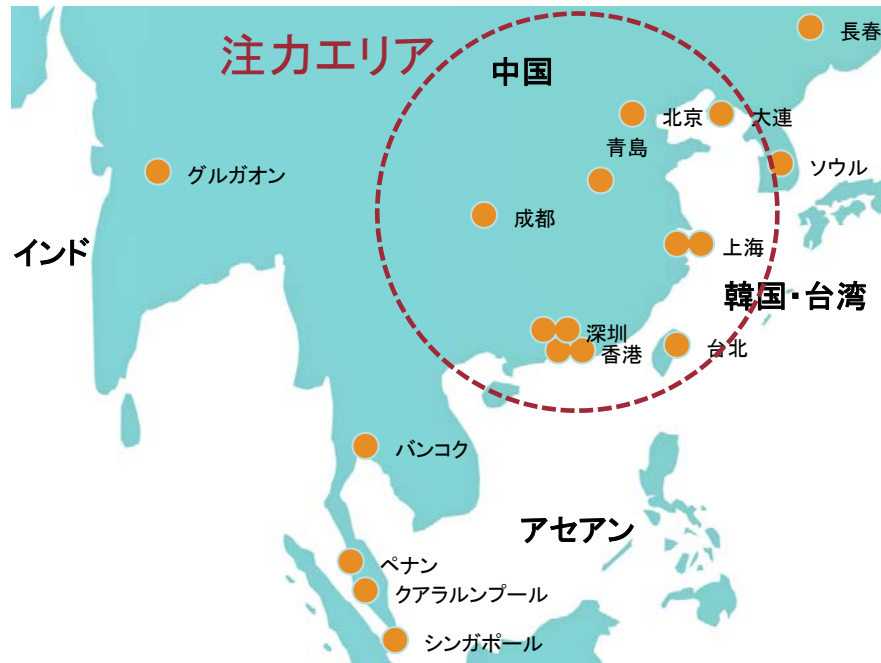 長春
注力エリア
中国
北京
大連
青島
ソウル
グルガオン
成都
上海
インド
韓国・台湾
深圳
香港
台北
バンコク
アセアン
ペナン
クアラルンプール
シンガポール